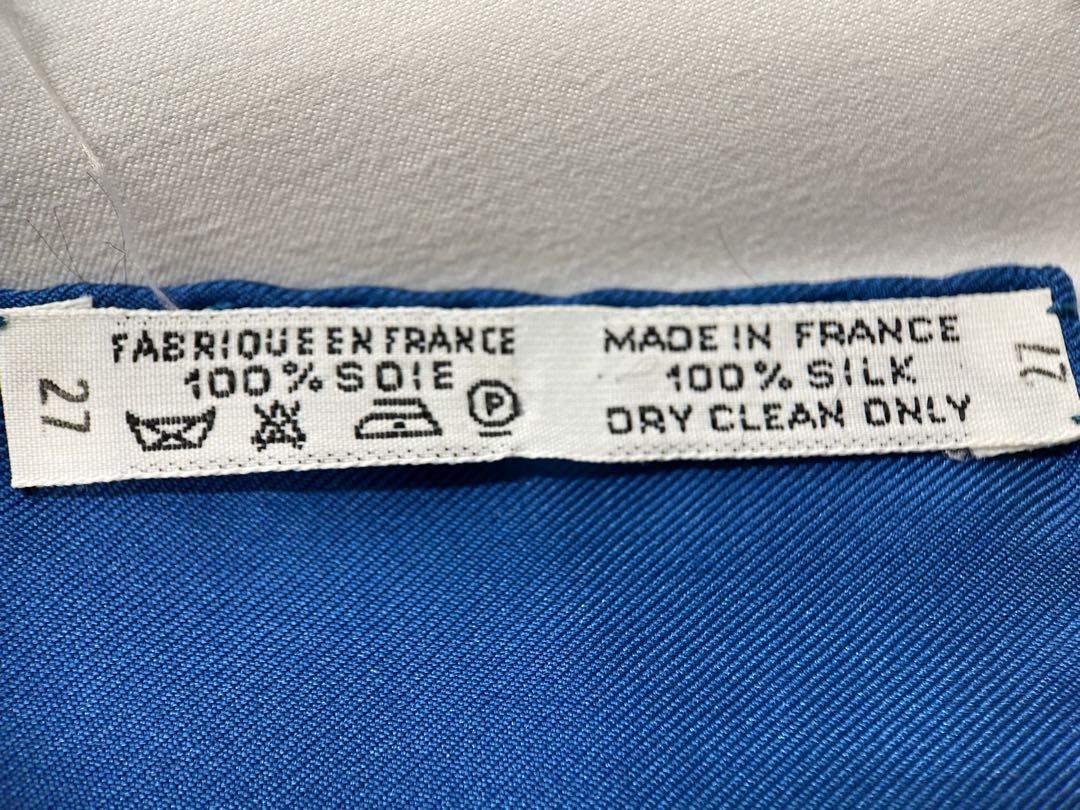 27
FABRIQUE EN FRANCE
100% SOIE
P
MADE IN FRANCE
100% SILK
DRY CLEAN ONLY
27